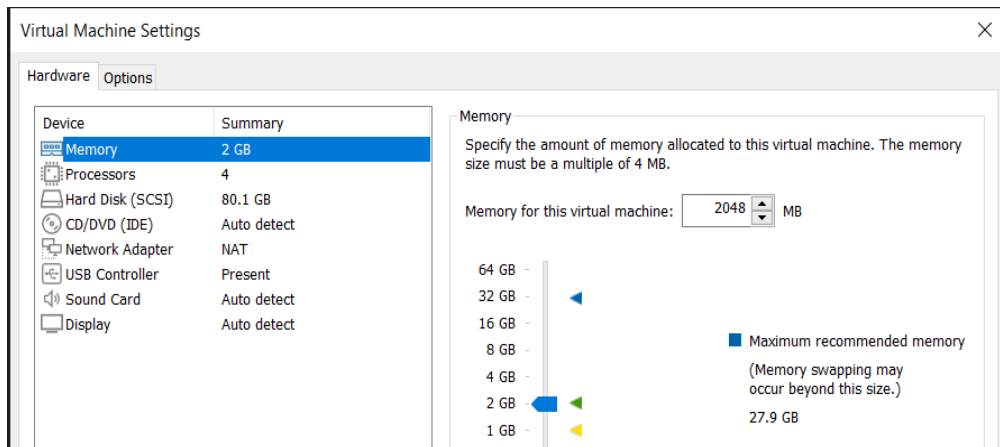 Virtual Machine Settings
Hardware Options
Device Summary
Memory 2 GB
Processors 4
Hard Disk (SCSI) 80.1 GB
CD/DVD (IDE) Auto detect
Network Adapter NAT
USB Controller Present
Sound Card Auto detect
Display Auto detect
Memory
Specify the amount of memory allocated to this virtual machine. The memory
size must be a multiple of 4 MB.
Memory for this virtual machine: 2048 MB
64 GB
32 GB
16 GB
8 GB
4 GB
2 GB
1 GB
Maximum recommended memory
(Memory swapping may
occur beyond this size.)
27.9 GB